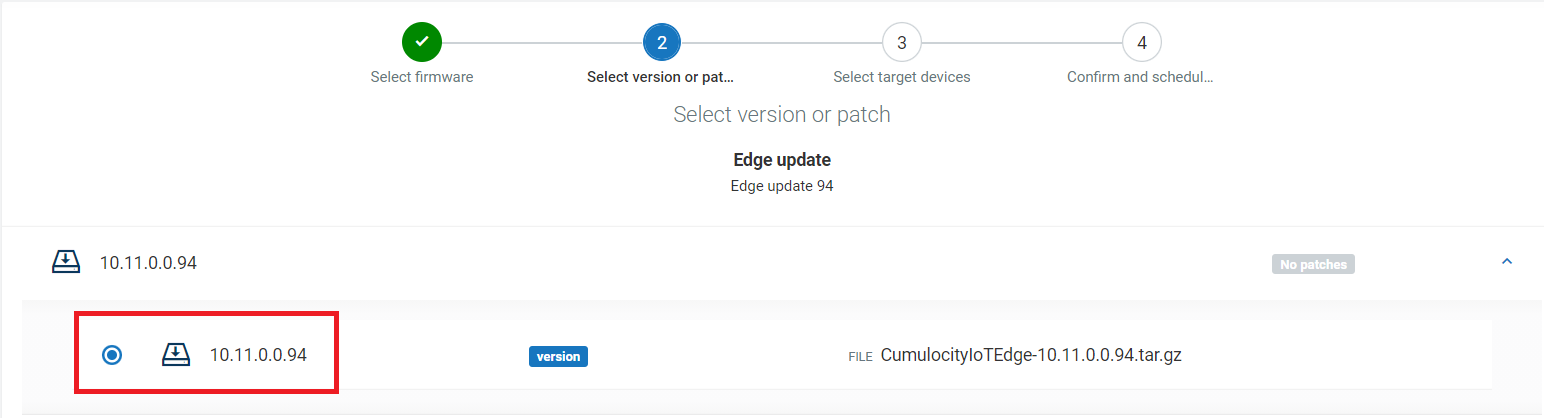 2
3
4
Select firmware
Select version or pat...
Select target devices
Confirm and schedul...
Select version or patch
Edge update
Edge update 94
10.11.0.0.94
No patches
10.11.0.0.94
version
FILE CumulocityIoTEdge-10.11.0.0.94.tar.gz